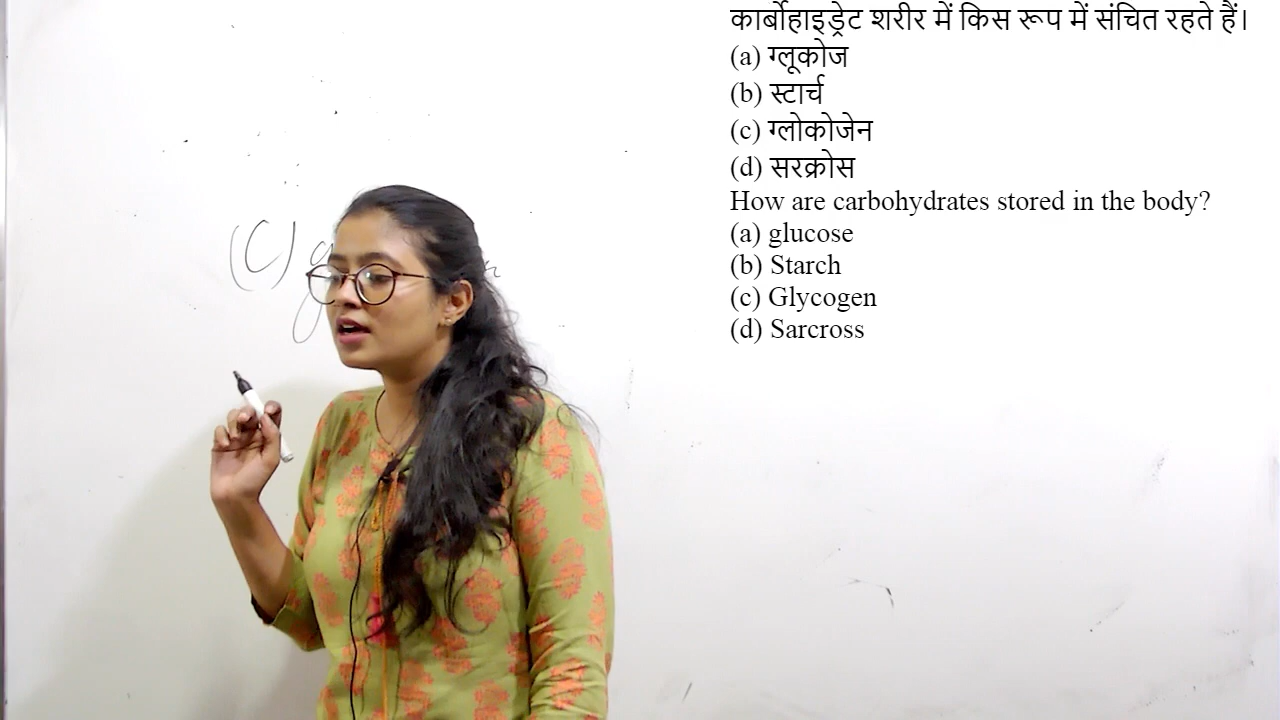 कार्बोहाइड्रेट शरीर में किस रूप में संचित रहते हैं।
(a) ग्लूकोज
(b) स्टार्च
(c) ग्लोकोजेन
(d) सरक्रोस
How are carbohydrates stored in the body?
(a) glucose
(b) Starch
(c) Glycogen
(d) Sarcross
(C)